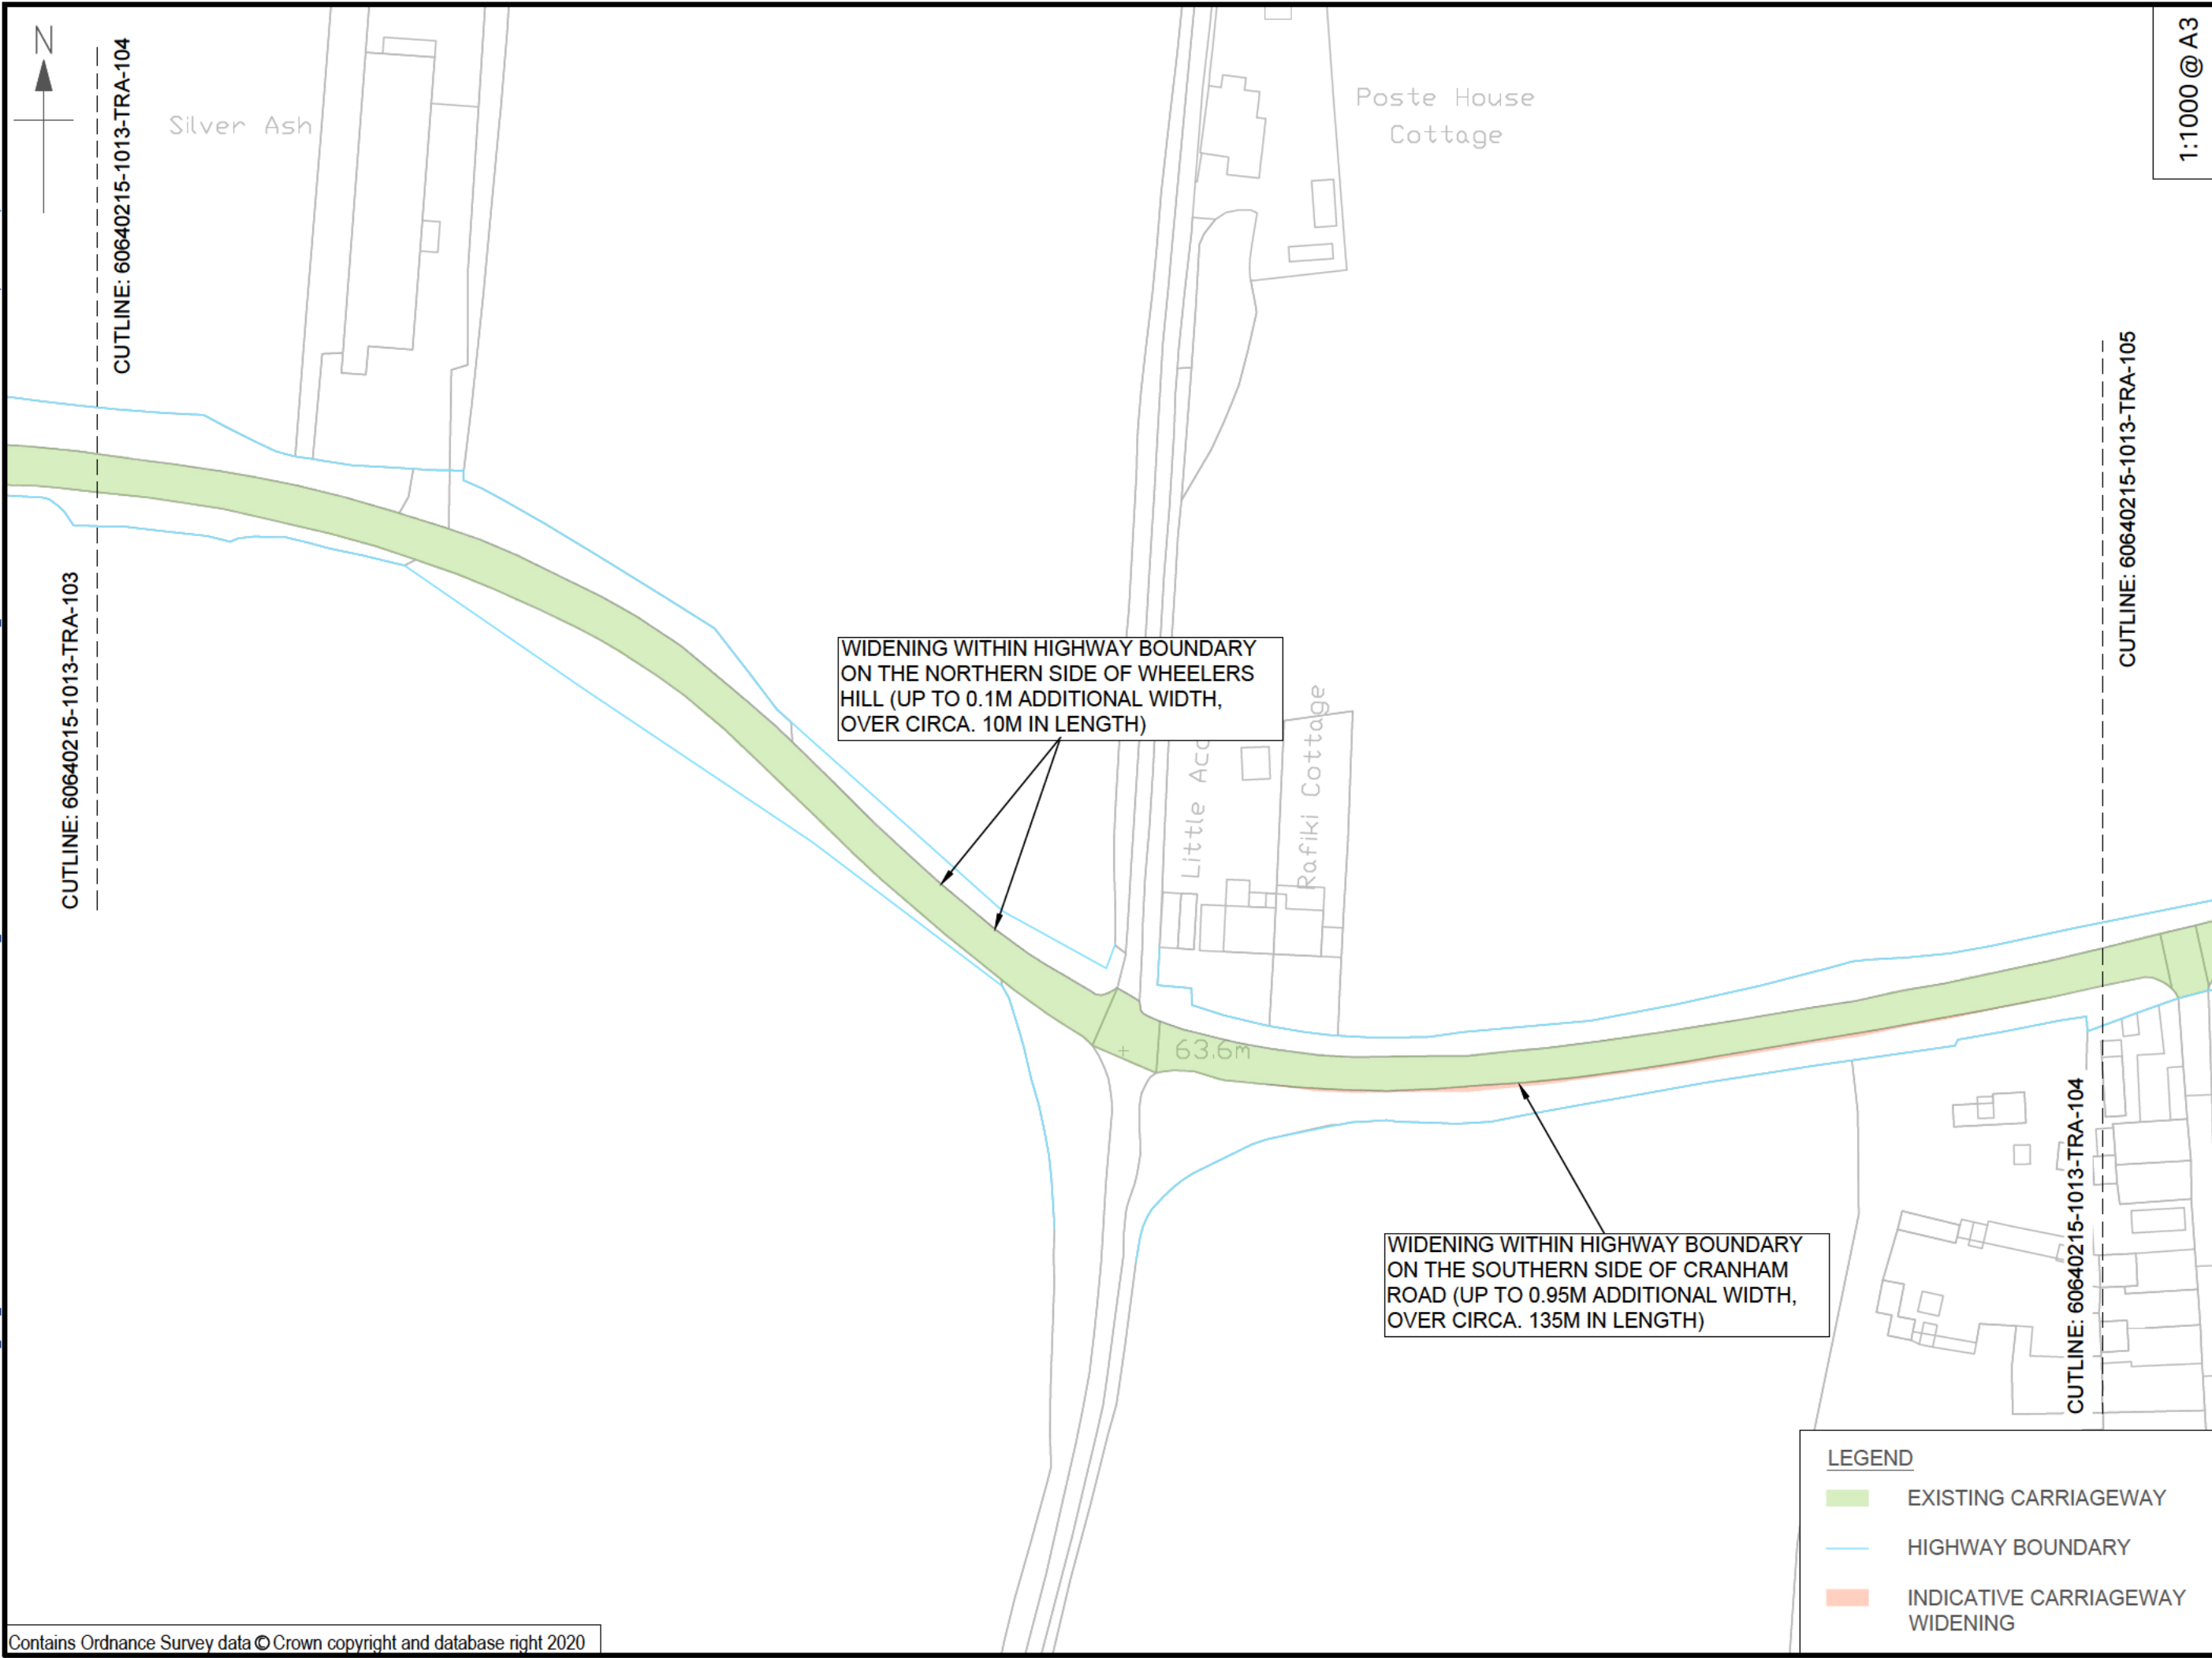 N
CUTLINE: 60640215-1013-TRA-104
Silver Ash
Poste House
Cottage
1:1000 @ A3
CUTLINE: 60640215-1013-TRA-103
CUTLINE: 60640215-1013-TRA-105
WIDENING WITHIN HIGHWAY BOUNDARY
ON THE NORTHERN SIDE OF WHEELERS
HILL (UP TO 0.1M ADDITIONAL WIDTH,
OVER CIRCA. 10M IN LENGTH)
Little Acc
Rafiki Cottage
63.6m
WIDENING WITHIN HIGHWAY BOUNDARY
ON THE SOUTHERN SIDE OF CRANHAM
ROAD (UP TO 0.95M ADDITIONAL WIDTH,
OVER CIRCA. 135M IN LENGTH)
CUTLINE: 60640215-1013-TRA-104
LEGEND
EXISTING CARRIAGEWAY
HIGHWAY BOUNDARY
INDICATIVE CARRIAGEWAY
WIDENING
Contains Ordnance Survey data © Crown copyright and database right 2020